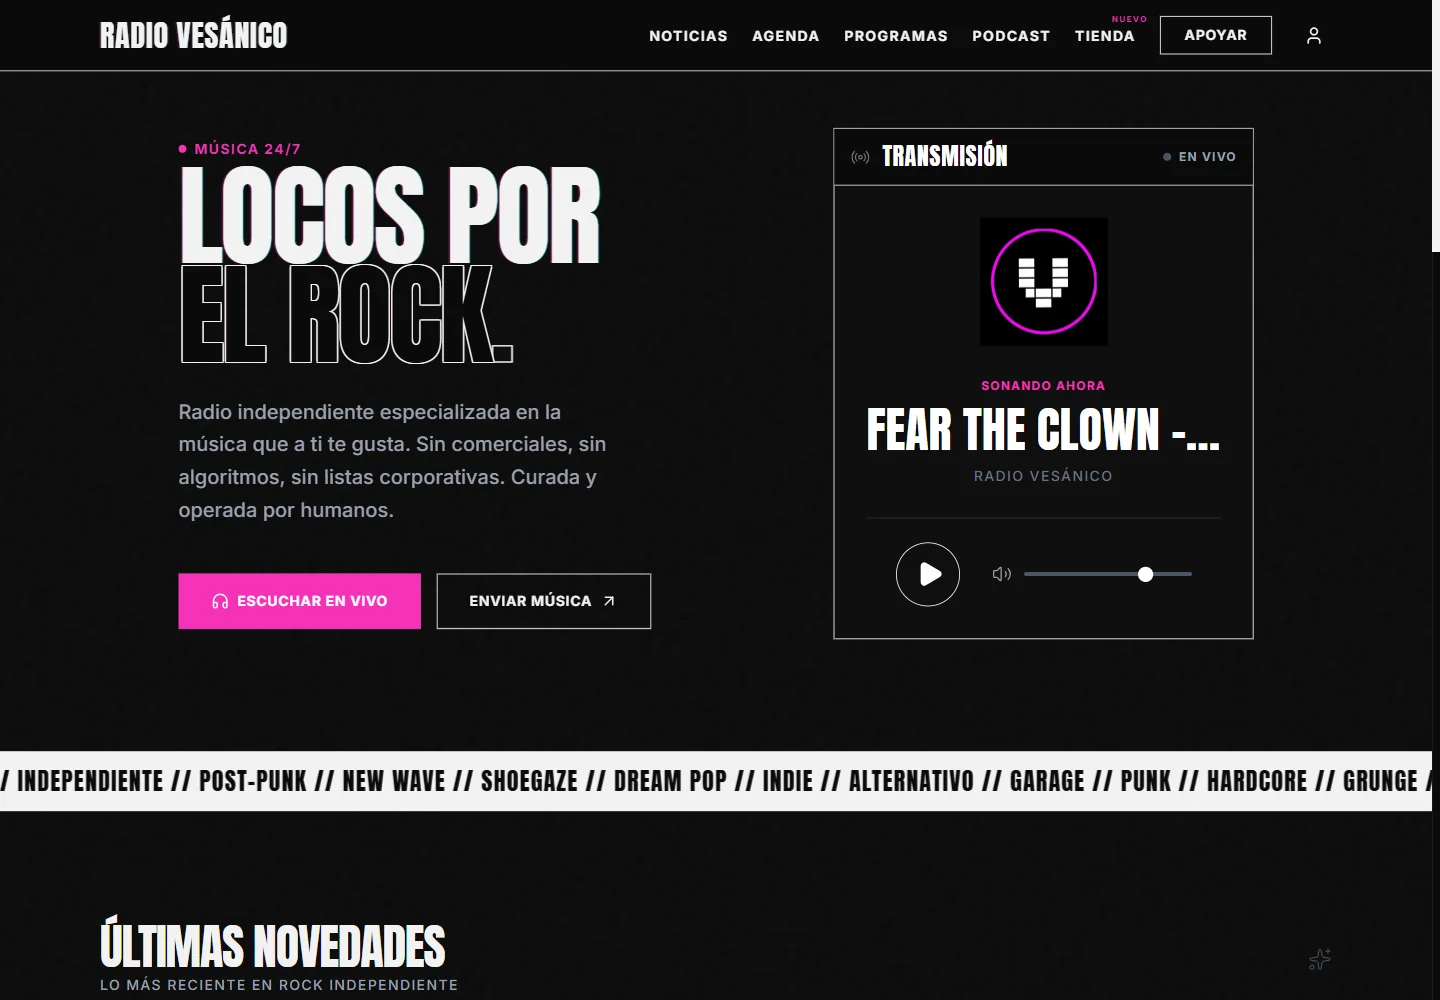 RADIO VESÁNICO
NOTICIAS AGENDA PROGRAMAS PODCAST TIENDA NUEVO APOYAR
MÚSICA 24/7
LOCOS POR
EL ROCK.
Radio independiente especializada en la
música que a ti te gusta. Sin comerciales, sin
algoritmos, sin listas corporativas. Curada y
operada por humanos.
ESCUCHAR EN VIVO ENVIAR MÚSICA
TRANSMISIÓN EN VIVO
SONANDO AHORA
FEAR THE CLOWN -...
RADIO VESÁNICO
/ INDEPENDIENTE // POST-PUNK // NEW WAVE // SHOEGAZE // DREAM POP // INDIE // ALTERNATIVO // GARAGE // PUNK // HARDCORE // GRUNGE /
ÚLTIMAS NOVEDADES
LO MÁS RECIENTE EN ROCK INDEPENDIENTE